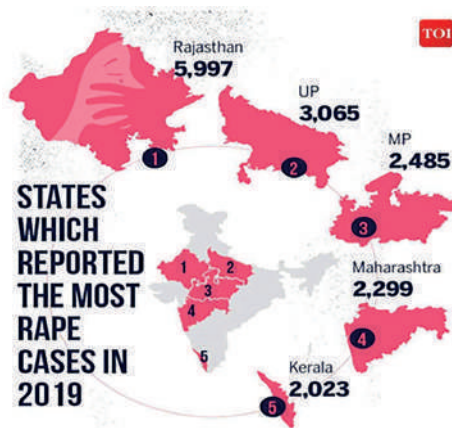 TOI
Rajasthan
5,997
1
UP
3,065
2
MP
2,485
3
Maharashtra
2,299
4
Kerala
2,023
5
STATES
WHICH
REPORTED
THE MOST
RAPE
CASES IN
2019
1
2
3
4
5